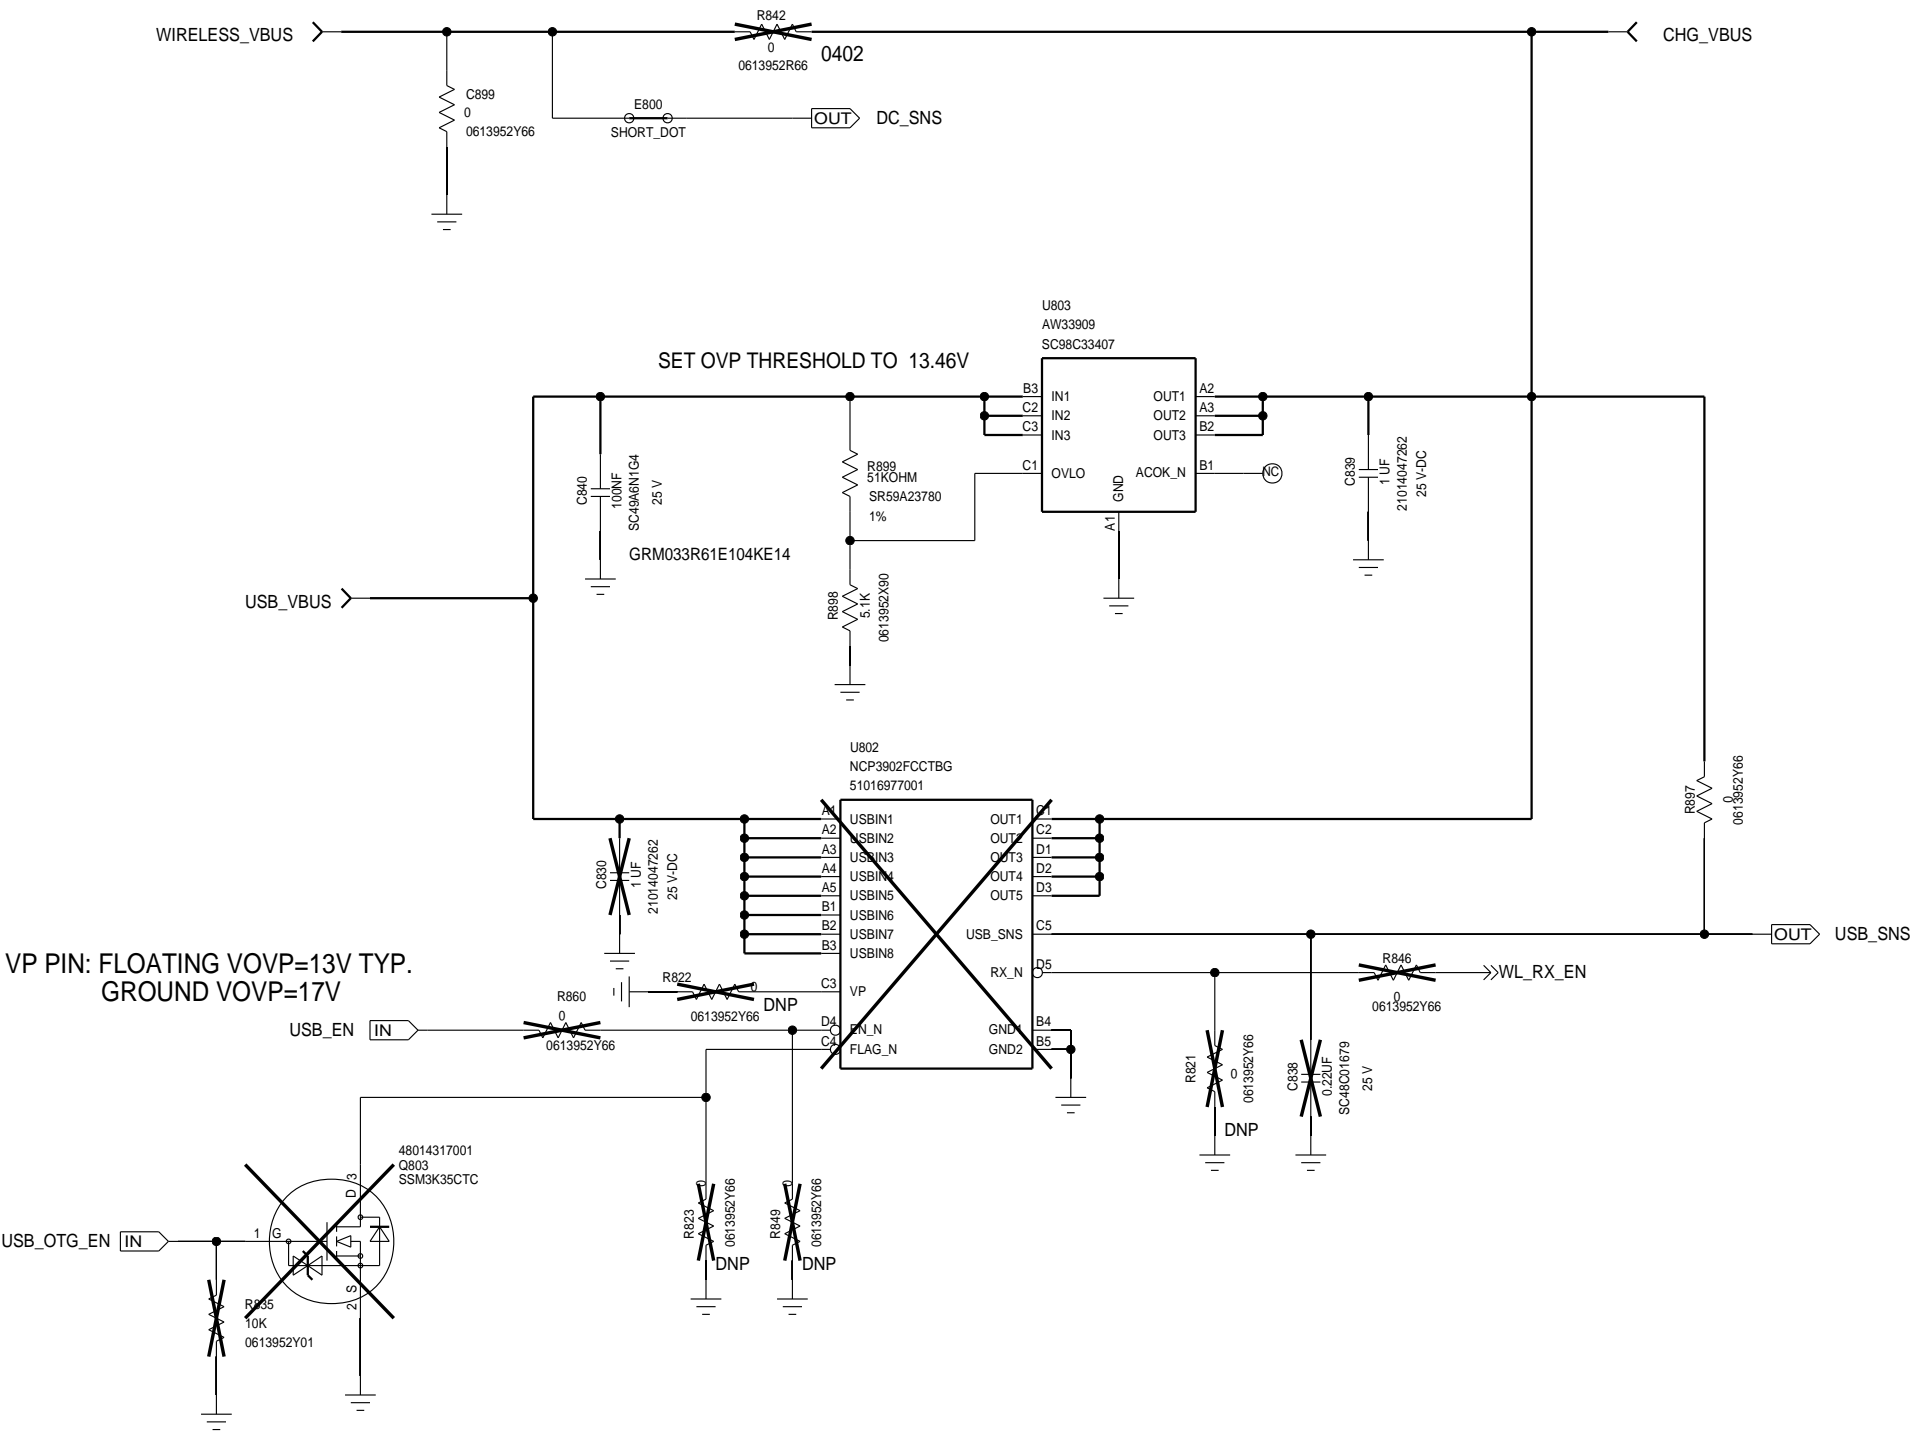 R842
WIRELESS_VBUS
0
0613952R66
0402
CHG_VBUS
C899
0
0613952Y66
E800
SHORT_DOT
OUT
DC_SNS
U803
AW33909
SC98C33407
SET OVP THRESHOLD TO 13.46V
B3
C2
C3
C1
IN1
IN2
IN3
OVLO
OUT1
OUT2
OUT3
ACOK_N
GND
A1
A2
A3
B2
B1
NC
C840
100NF
SC49A6N1G4
25 V
GRM033R61E104KE14
R899
51KOHM
SR59A23780
1%
R898
5.1K
0613952X90
C839
1 UF
21014047262
25 V-DC
USB_VBUS
U802
NCP3902FCCTBG
51016977001
A1
A2
A3
A4
A5
B1
B2
B3
C3
D4
C4
USBIN1
USBIN2
USBIN3
USBIN4
USBIN5
USBIN6
USBIN7
USBIN8
VP
EN_N
FLAG_N
OUT1
OUT2
OUT3
OUT4
OUT5
USB_SNS
RX_N
GND1
GND2
C1
C2
D1
D2
D3
C5
D5
B4
B5
C830
1 UF
21014047262
25 V-DC
R897
0
0613952Y66
OUT
USB_SNS
VP PIN: FLOATING VOVP=13V TYP.
GROUND VOVP=17V
R822
0
0613952Y66
DNP
R860
0
0613952Y66
USB_EN
IN
R846
0
0613952Y66
WL_RX_EN
R821
0
0613952Y66
DNP
C838
0.22UF
SC48C01679
25 V
48014317001
Q803
SSM3K35CTC
D 3
1 G
2 S
USB_OTG_EN
IN
R835
10K
0613952Y01
R823
0
0613952Y66
DNP
R849
0
0613952Y66
DNP